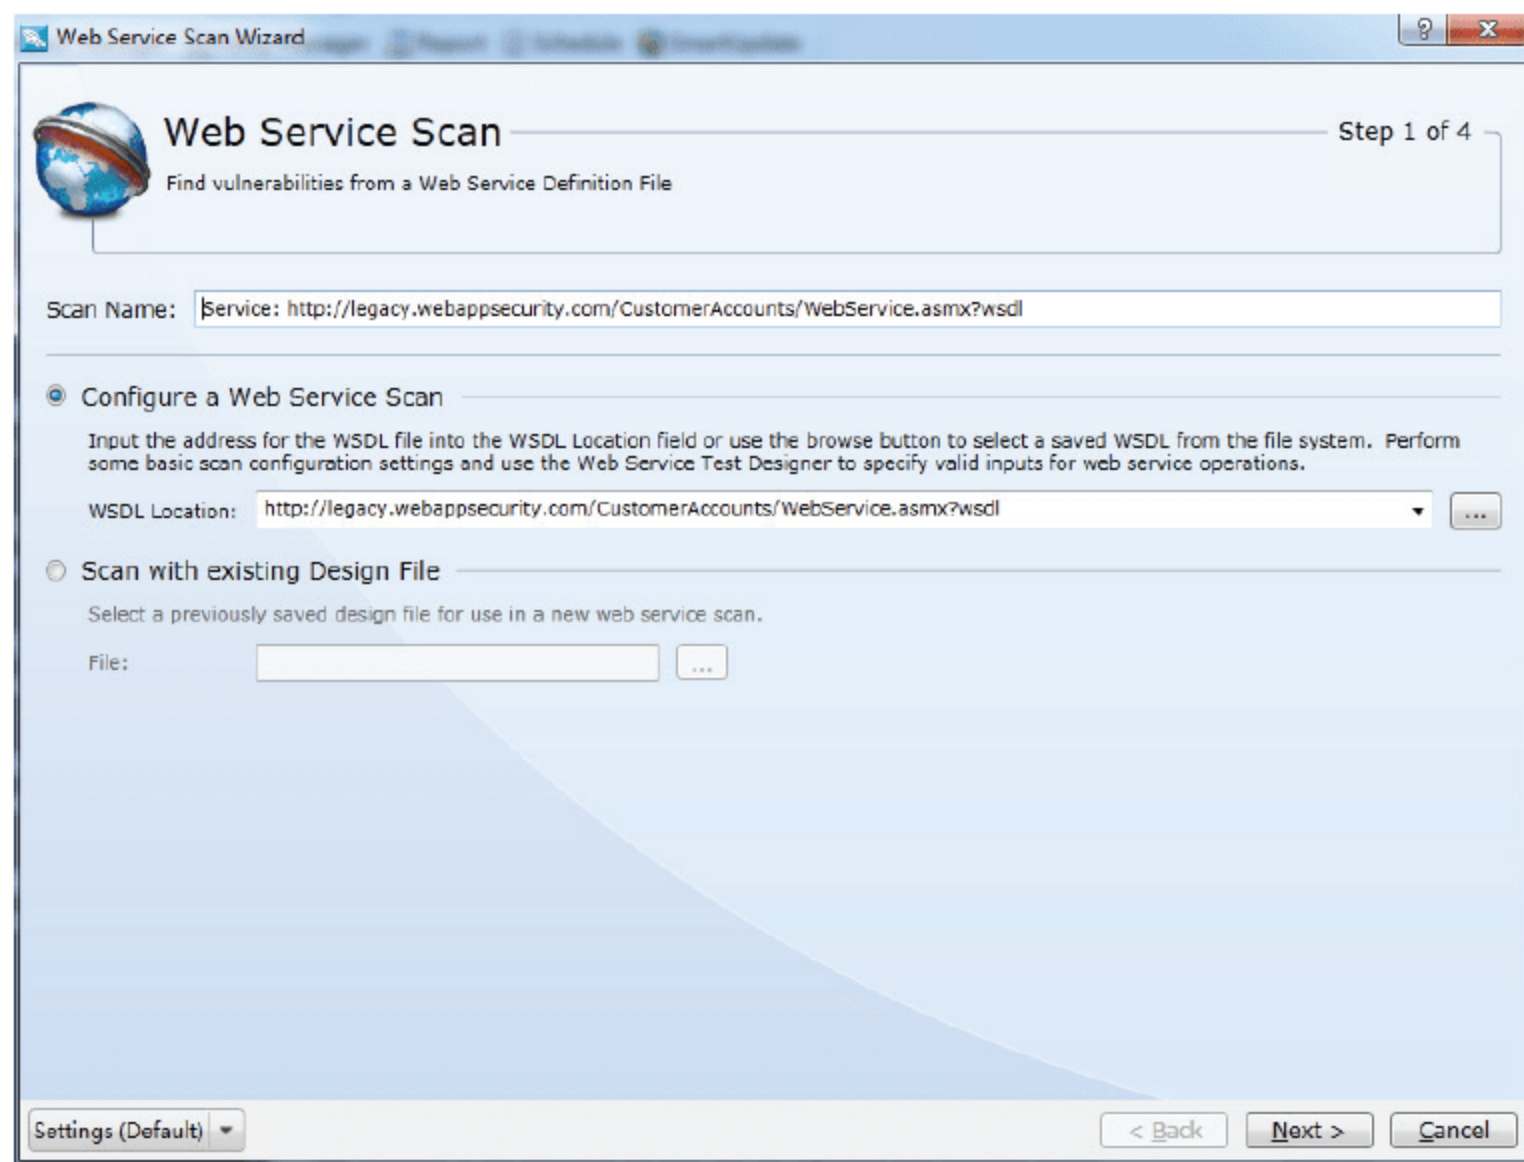 Web Service Scan Wizard
Report Schedule SmartUpdate
Web Service Scan
Step 1 of 4
Find vulnerabilities from a Web Service Definition File
Scan Name: Service: http://legacy.webappsecurity.com/CustomerAccounts/WebService.asmx?wsdl
Configure a Web Service Scan
Input the address for the WSDL file into the WSDL Location field or use the browse button to select a saved WSDL from the file system. Perform
some basic scan configuration settings and use the Web Service Test Designer to specify valid inputs for web service operations.
WSDL Location: http://legacy.webappsecurity.com/CustomerAccounts/WebService.asmx?wsdl ...
Scan with existing Design File
Select a previously saved design file for use in a new web service scan.
File: ...
Settings (Default) < Back Next > Cancel